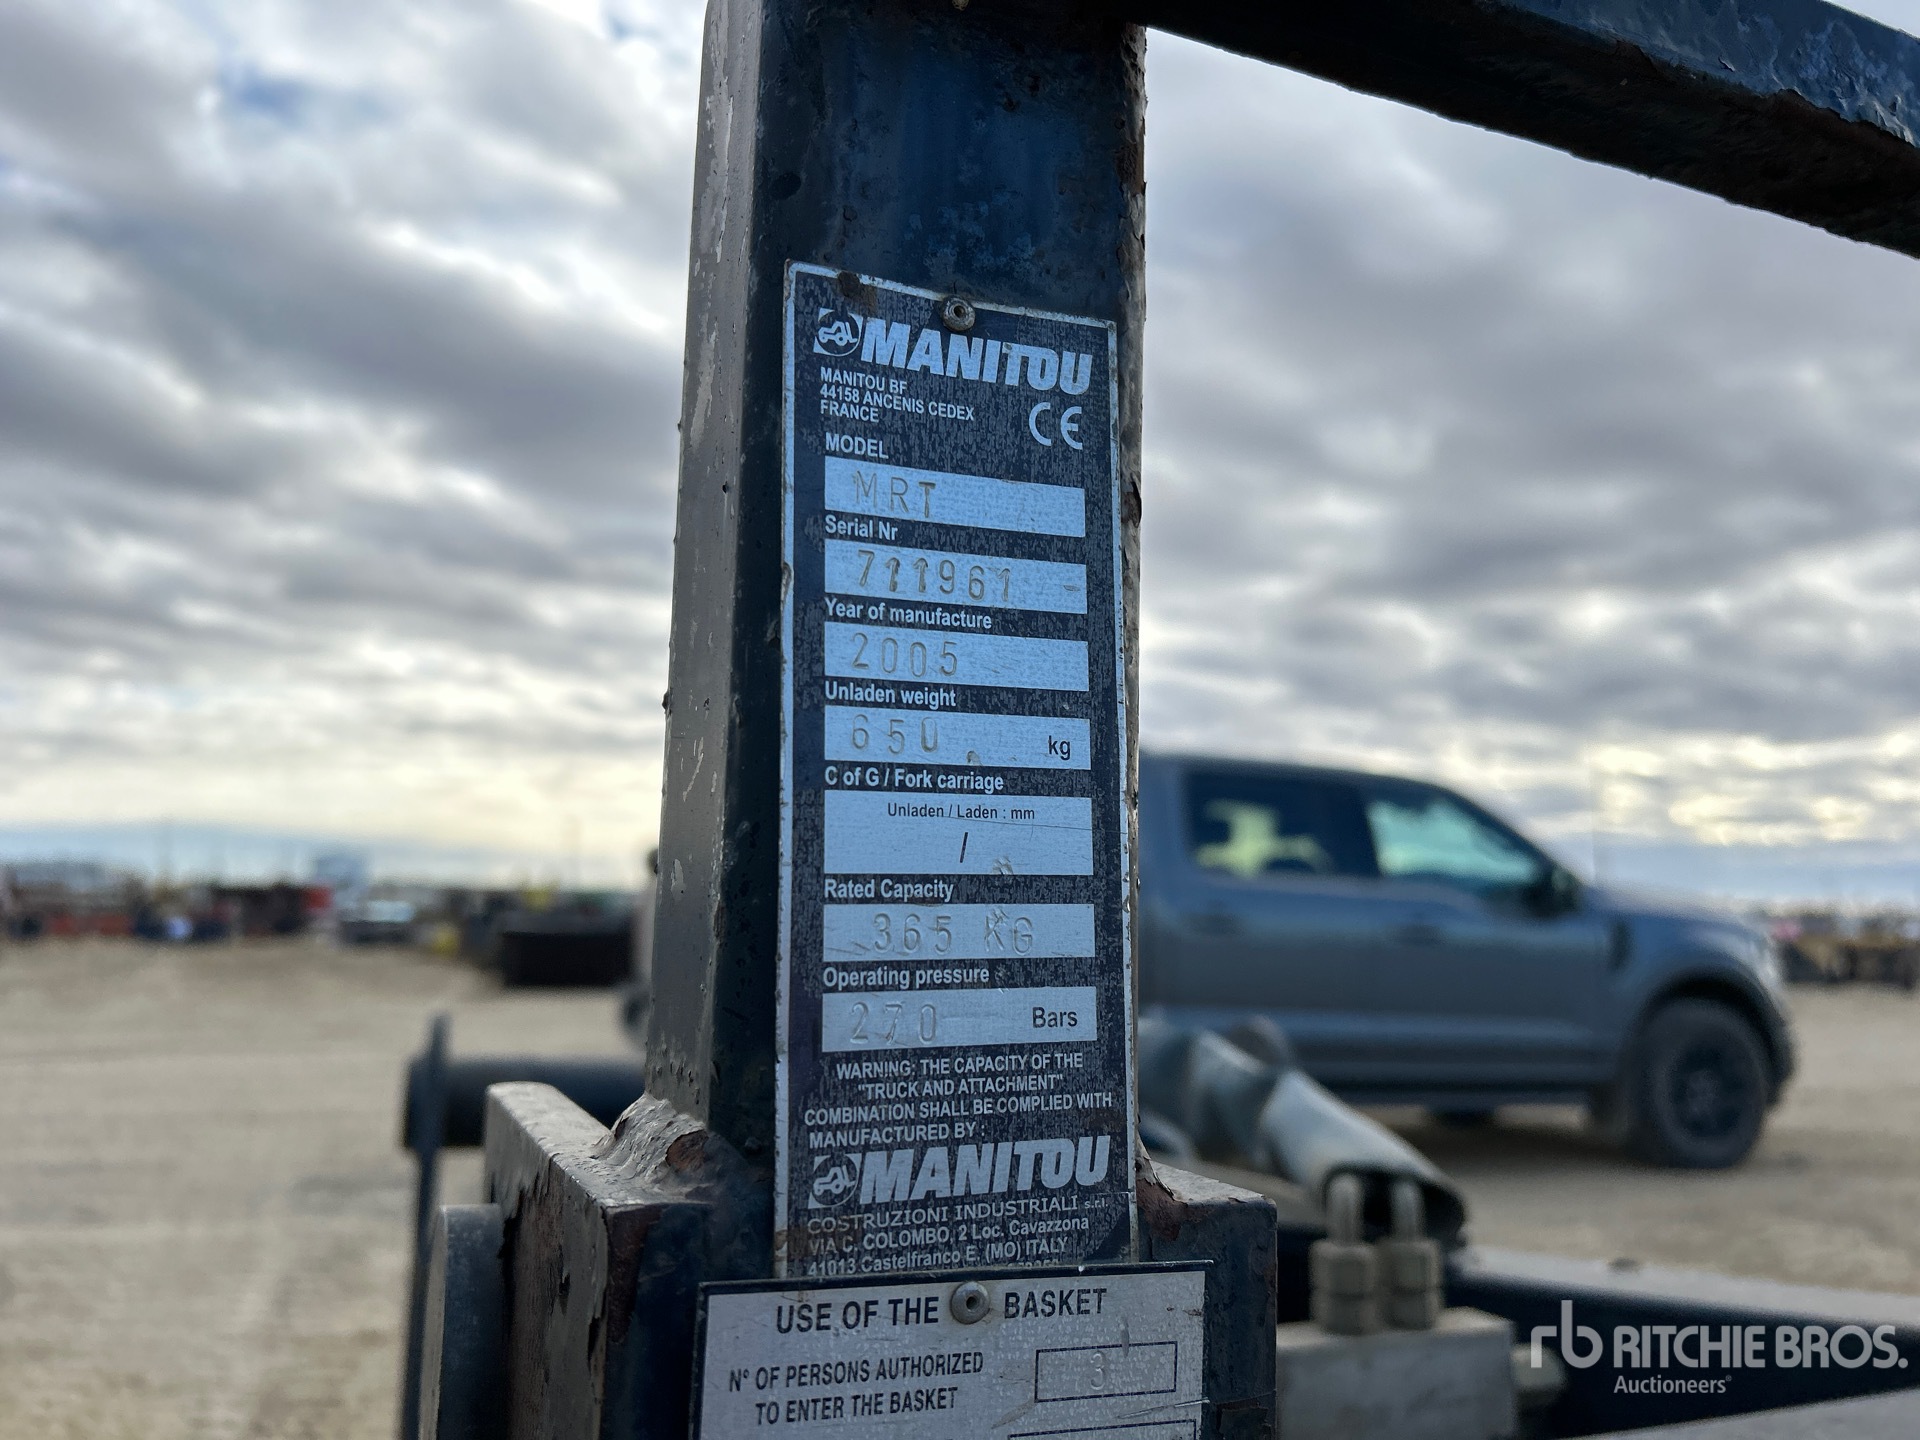 MANITOU
MANITOU BF
44158 ANCENIS CEDEX
FRANCE
CE
MODEL
MRT
Serial Nr
711961
Year of manufacture
2005
Unladen weight
650 kg
C of G / Fork carriage
Unladen / Laden : mm
/
Rated Capacity
365 KG
Operating pressure
270 Bars
WARNING: THE CAPACITY OF THE
"TRUCK AND ATTACHMENT"
COMBINATION SHALL BE COMPLIED WITH
MANUFACTURED BY :
MANITOU
COSTRUZIONI INDUSTRIALI s.r.l.
VIA C. COLOMBO, 2 Loc. Cavazzona
41013 Castelfranco E. (MO) ITALY
USE OF THE BASKET
N° OF PERSONS AUTHORIZED
TO ENTER THE BASKET
3
rb RITCHIE BROS.
Auctioneers